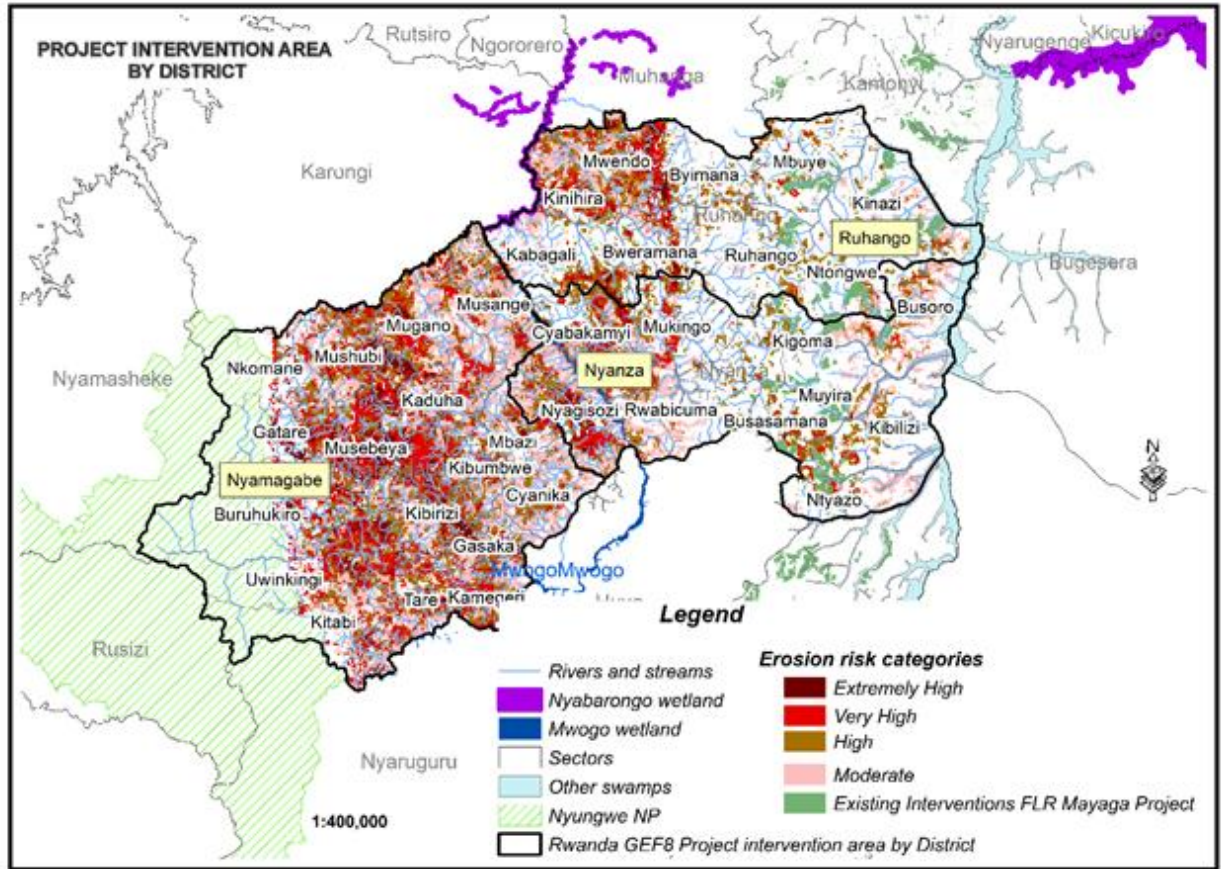 PROJECT INTERVENTION AREA
BY DISTRICT
Rutsiro
Ngororero
Muhanga
Kamonyi
Nyarugenge
Kicukiro
Karongi
Mwendo
Byimana
Mbuye
Kinihira
Kinazi
Ruhango
Ruhango
Kabagali
Bweramana
Ruhango
Ntongwe
Bugesera
Musange
Busoro
Mugano
Cyabakamyi
Mukingo
Kigoma
Nkomane
Mushubi
Nyanza
Nyanza
Nyamasheke
Kaduha
Muyira
Nyagisozi
Rwabicuma
Busasamana
Kibilizi
Gatare
Musebeya
Mbazi
Kibumbwe
Nyamagabe
Cyanika
Ntyazo
N
Buruhukiro
Kibirizi
Gasaka
MwogoMwogo
Uwinkingi
Tare
Kamegeri
Kitabi
Rusizi
Nyaruguru
1:400,000
Legend
Rivers and streams
Nyabarongo wetland
Mwogo wetland
Sectors
Other swamps
Nyungwe NP
Rwanda GEF8 Project intervention area by District
Erosion risk categories
Extremely High
Very High
High
Moderate
Existing Interventions FLR Mayaga Project